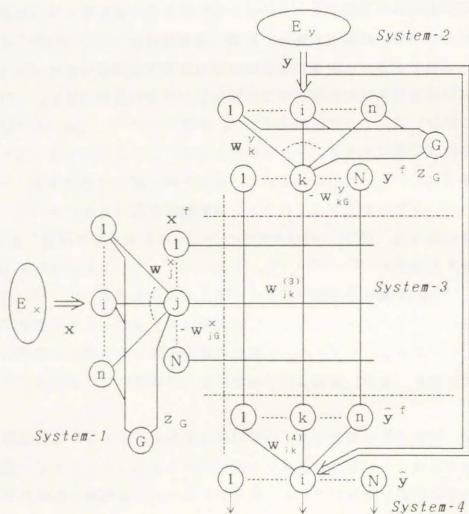 E y
System-2
y
1 i n
w y k
G
1 k N y f z G
- w y kG
x f
1
1
w x j
E x
x
i
j
w (3) jk
System-3
- w x jG
n
N
z G
System-1
G
1 k n ŷ f
w (4) ik
1 i N ŷ
System-4